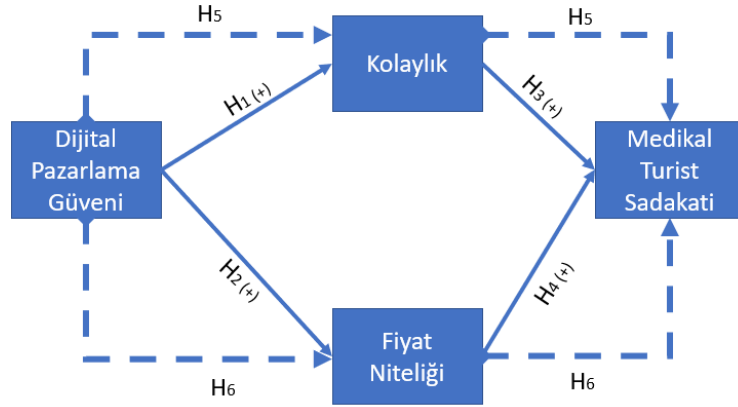 H5
H5
Kolaylık
H1 (+)
H3 (+)
Dijital
Pazarlama
Güveni
Medikal
Turist
Sadakati
H2 (+)
H4 (+)
Fiyat
Niteliği
H6
H6